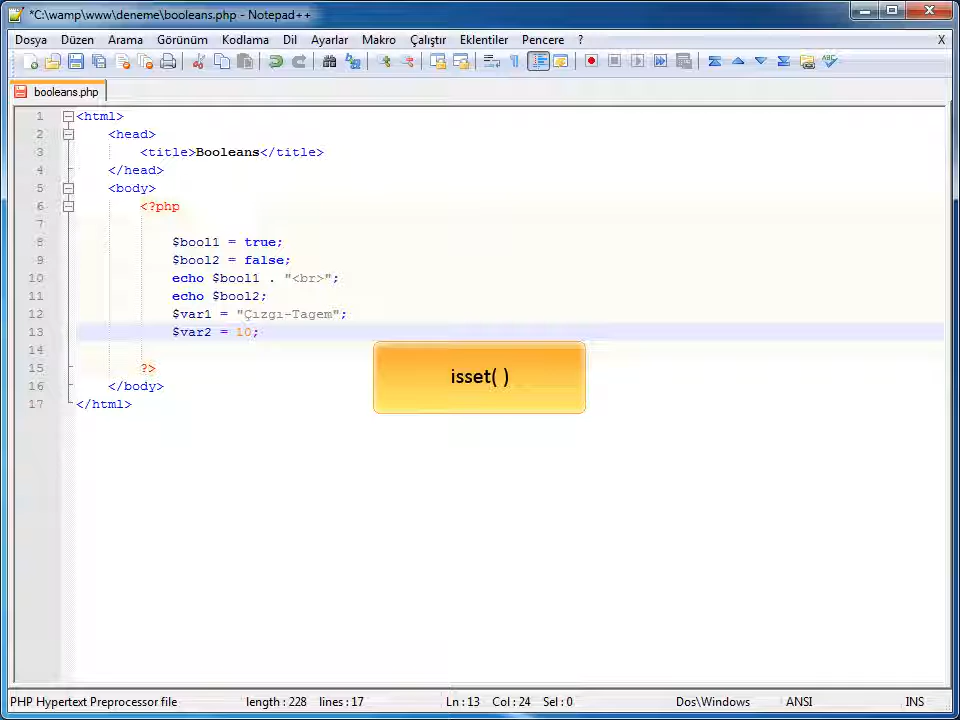 *C:\wamp\www\deneme\booleans.php - Notepad++
Dosya Düzen Arama Görünüm Kodlama Dil Ayarlar Makro Çalıştır Eklentiler Pencere ? X
booleans.php
1 <html>
2 <head>
3 <title>Booleans</title>
4 </head>
5 <body>
6 <?php
7
8 $bool1 = true;
9 $bool2 = false;
10 echo $bool1 . "<br>";
11 echo $bool2;
12 $var1 = "Çızgı-Tagem";
13 $var2 = 10;
14
15 ?>
16 </body>
17 </html>
isset( )
PHP Hypertext Preprocessor file length : 228 lines : 17 Ln : 13 Col : 24 Sel : 0 Dos\Windows ANSI INS